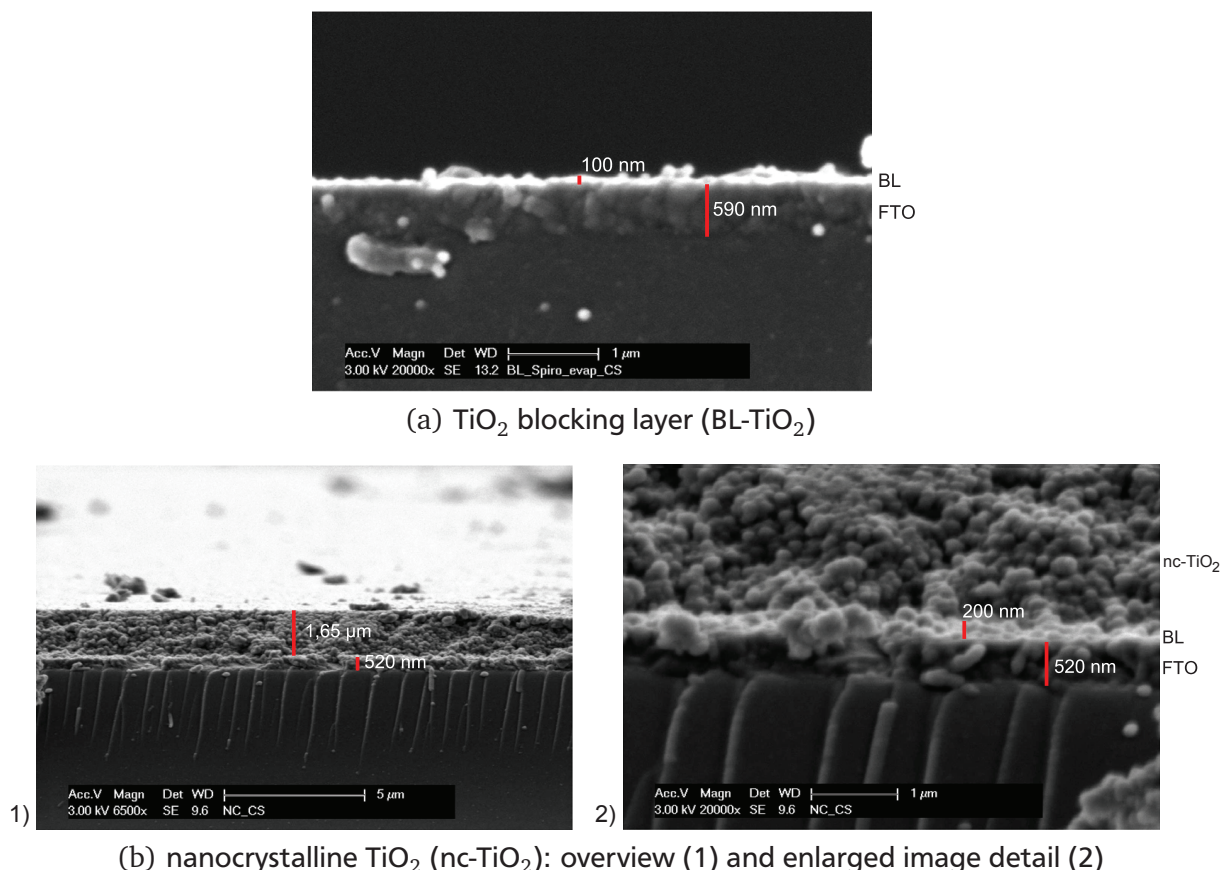 100 nm
BL
590 nm
FTO
Acc.V Magn Det WD 1 μm
3.00 kV 20000x SE 13.2 BL_Spiro_evap_CS
(a) TiO₂ blocking layer (BL-TiO₂)
nc-TiO₂
1,65 μm
200 nm
BL
520 nm
520 nm
FTO
Acc.V Magn Det WD 5 μm
3.00 kV 6500x SE 9.6 NC_CS
1)
Acc.V Magn Det WD 1 μm
3.00 kV 20000x SE 9.6 NC_CS
2)
(b) nanocrystalline TiO₂ (nc-TiO₂): overview (1) and enlarged image detail (2)